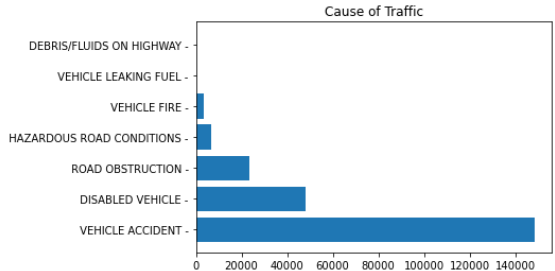 Cause of Traffic
DEBRIS/FLUIDS ON HIGHWAY -
VEHICLE LEAKING FUEL -
VEHICLE FIRE -
HAZARDOUS ROAD CONDITIONS -
ROAD OBSTRUCTION -
DISABLED VEHICLE -
VEHICLE ACCIDENT -
0 20000 40000 60000 80000 100000 120000 140000